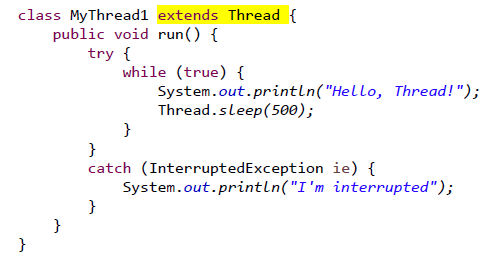 class MyThread1 extends Thread {
    public void run() {
        try {
            while (true) {
                System.out.println("Hello, Thread!");
                Thread.sleep(500);
            }
        }
        catch (InterruptedException ie) {
            System.out.println("I'm interrupted");
        }
    }
}